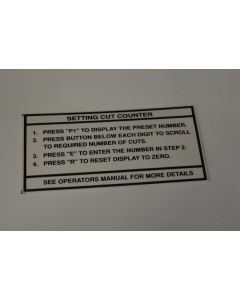 SETTING CUT COUNTER
1. PRESS "P1" TO DISPLAY THE PRESET NUMBER.
2. PRESS BUTTON BELOW EACH DIGIT TO SCROLL
TO REQUIRED NUMBER OF CUTS.
3. PRESS "E" TO ENTER THE NUMBER IN STEP 2.
4. PRESS "R" TO RESET DISPLAY TO ZERO.
SEE OPERATORS MANUAL FOR MORE DETAILS